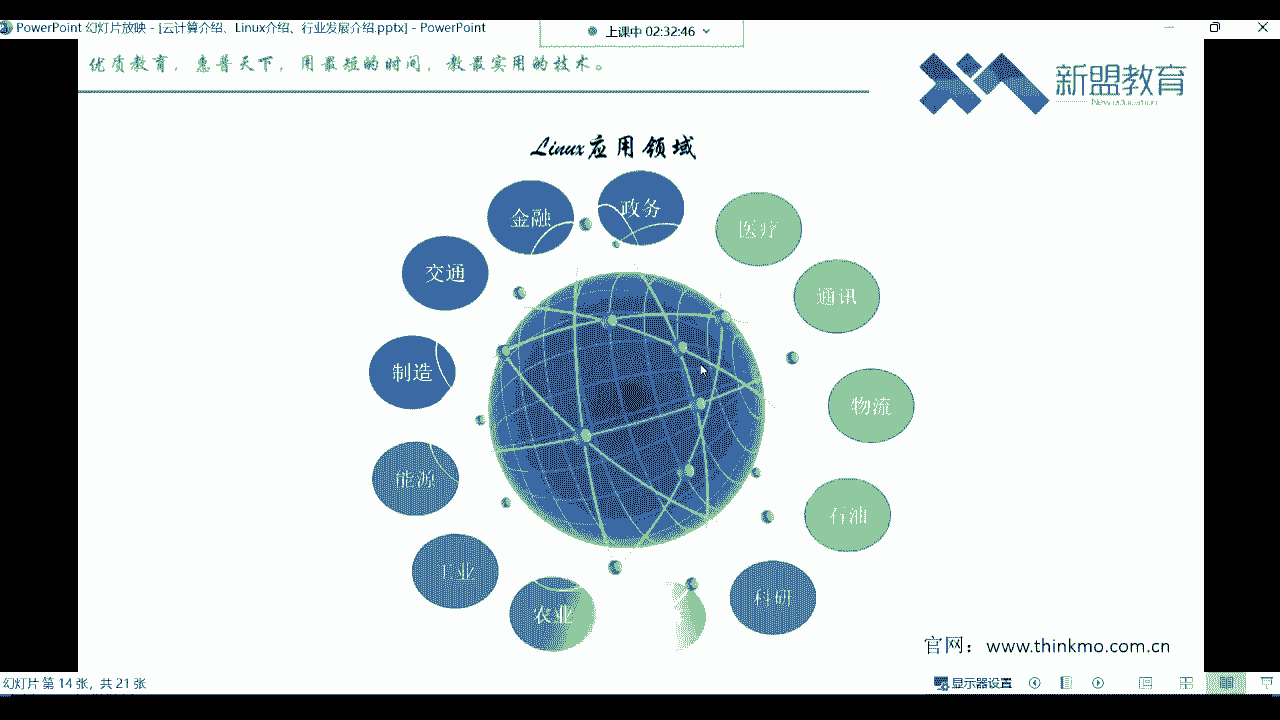 PowerPoint 幻灯片放映 - [云计算介绍、Linux介绍、行业发展介绍.pptx] - PowerPoint
上课中 02:32:46
优质教育，惠普天下，用最短的时间，教最实用的技术。
新盟教育
New education
Linux应用领域
金融
政务
医疗
交通
通讯
制造
物流
能源
石油
工业
农业
科研
官网：www.thinkmo.com.cn
幻灯片 第 14 张，共 21 张
显示器设置